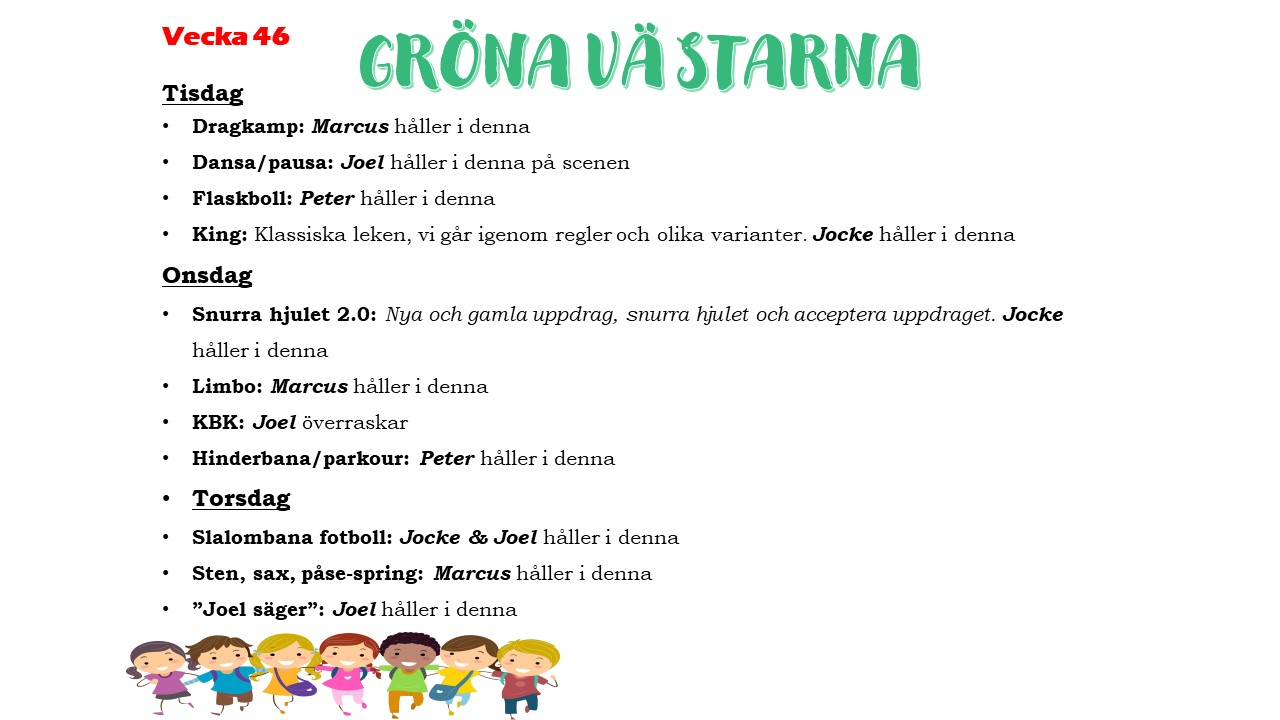 Vecka 46
GRÖNA VÄSTARNA
Tisdag
• Dragkamp: Marcus håller i denna
• Dansa/pausa: Joel håller i denna på scenen
• Flaskboll: Peter håller i denna
• King: Klassiska leken, vi går igenom regler och olika varianter. Jocke håller i denna
Onsdag
• Snurra hjulet 2.0: Nya och gamla uppdrag, snurra hjulet och acceptera uppdraget. Jocke
håller i denna
• Limbo: Marcus håller i denna
• KBK: Joel överraskar
• Hinderbana/parkour: Peter håller i denna
• Torsdag
• Slalombana fotboll: Jocke & Joel håller i denna
• Sten, sax, påse-spring: Marcus håller i denna
• ”Joel säger”: Joel håller i denna